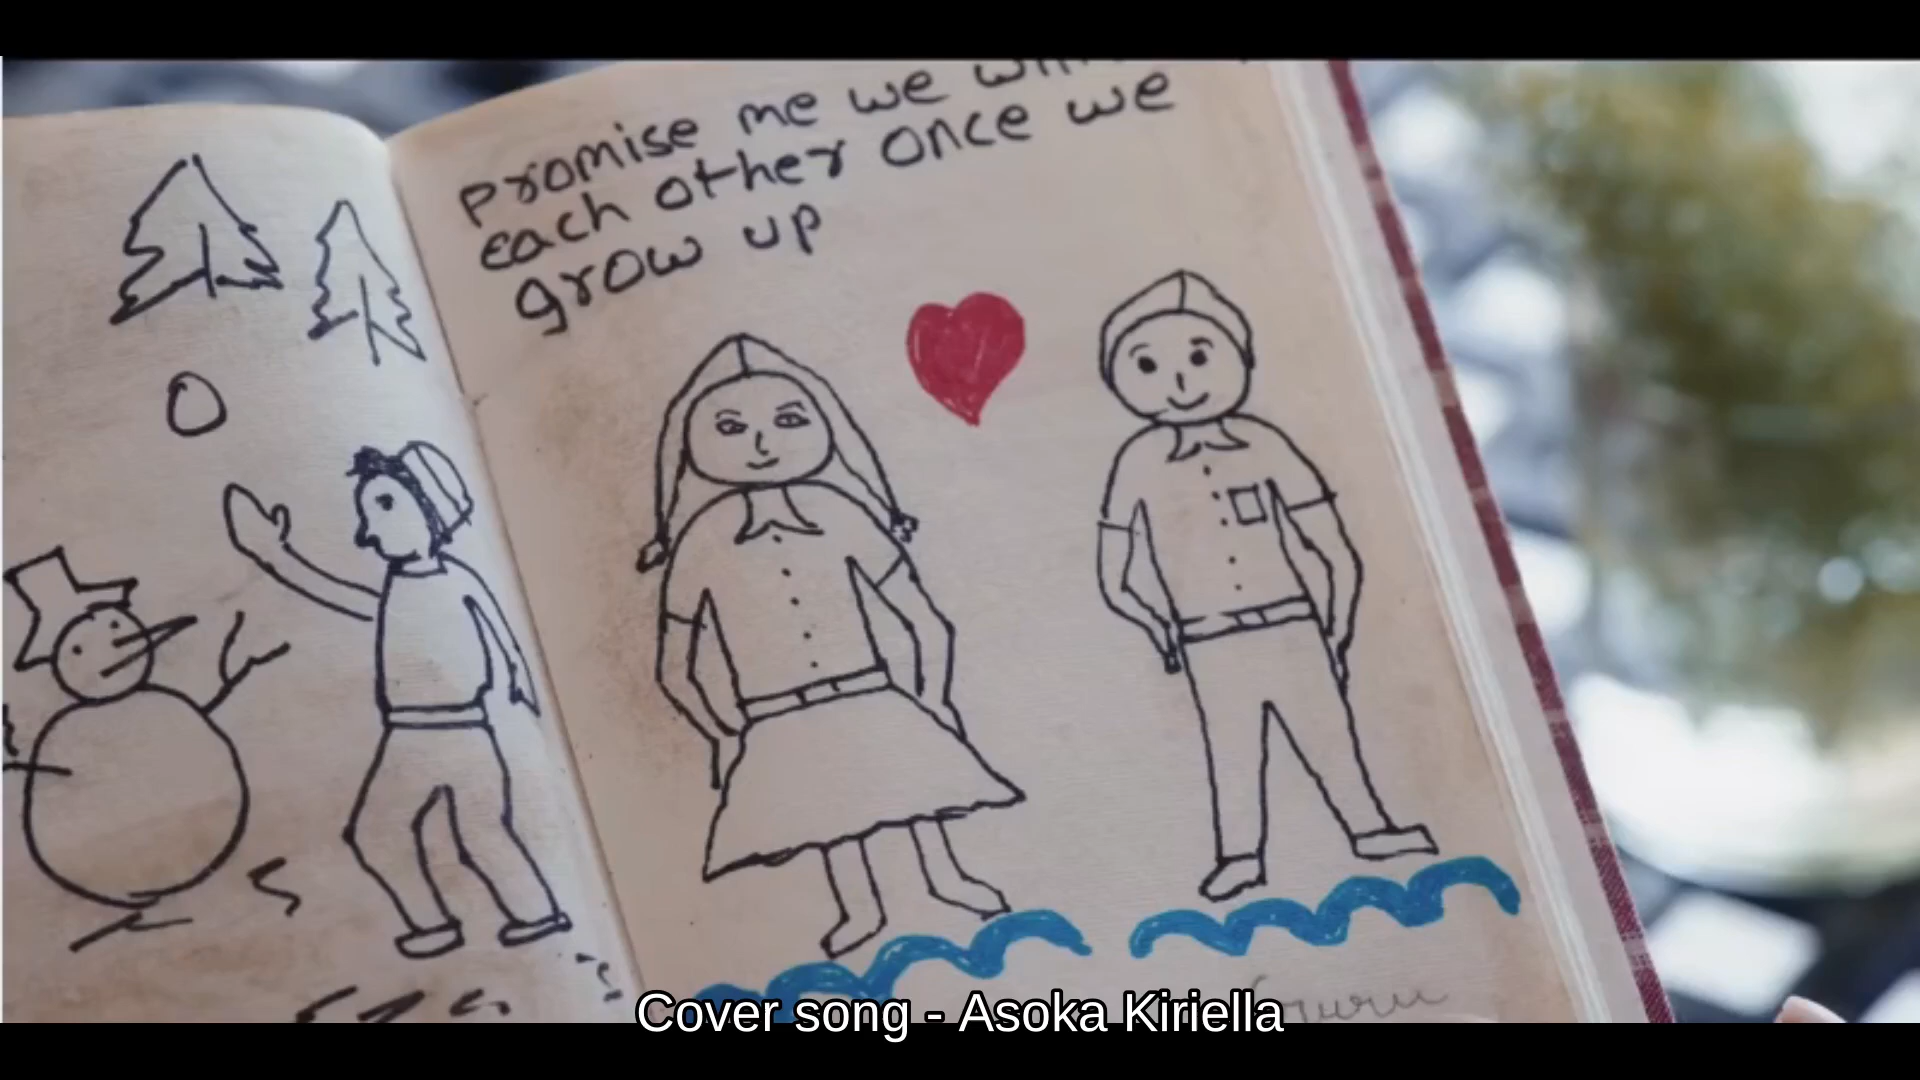 promise me we
each other once we
grow up
Cover song - Asoka Kiriella